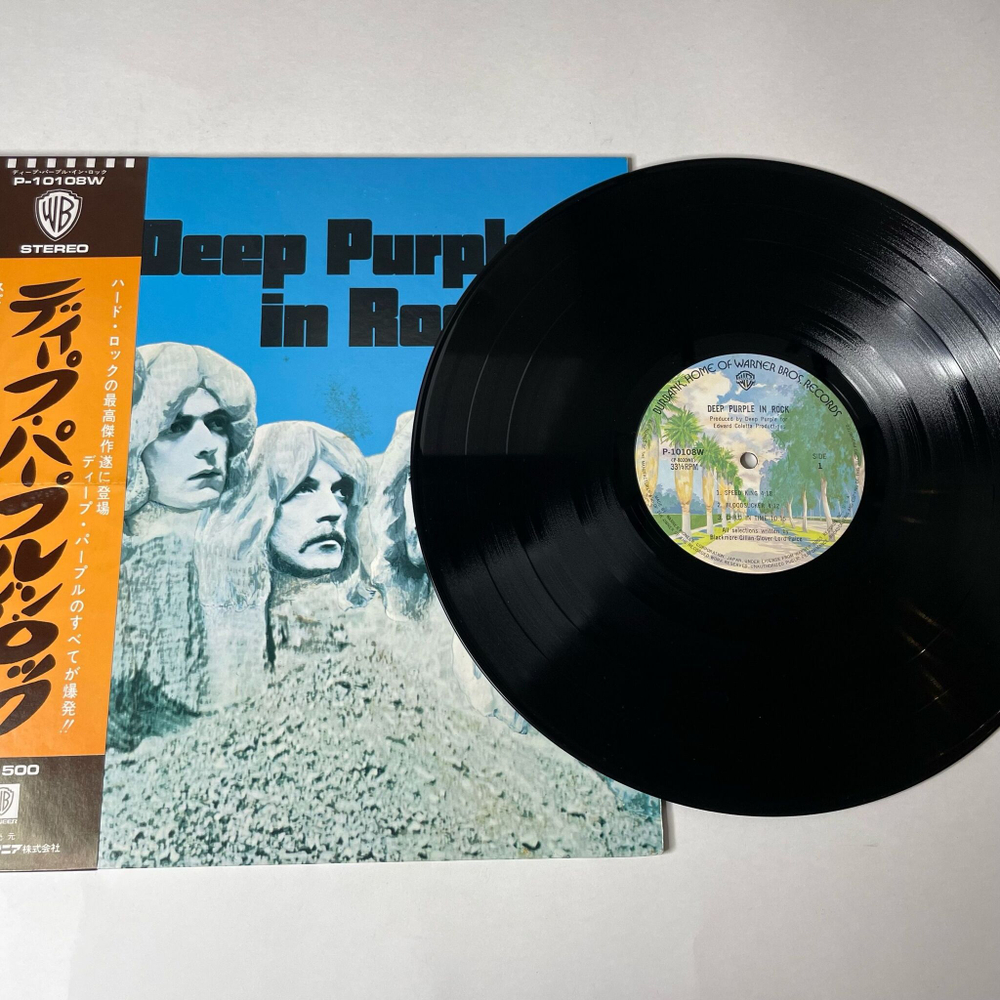 ディープ・パープル・イン・ロック
P-10108W
WB
STEREO
ハード・ロックの最高傑作遂に登場
ディープ・パープルのすべてが爆発!!
ディープ・パープル・イン・ロック
500
株式会社
Deep Purple
in Ro
BURBANK HOME OF WARNER BROS. RECORDS
DEEP PURPLE IN ROCK
Produced by Deep Purple for
Edward Coletta Producti
P-10108W
33⅓RPM
SIDE
1
1. SPEED KING
2. BLOODSUCKER
3. CHILD IN TIME
All selections written by
Blackmore-Gillan-Glover-Lord-Paice